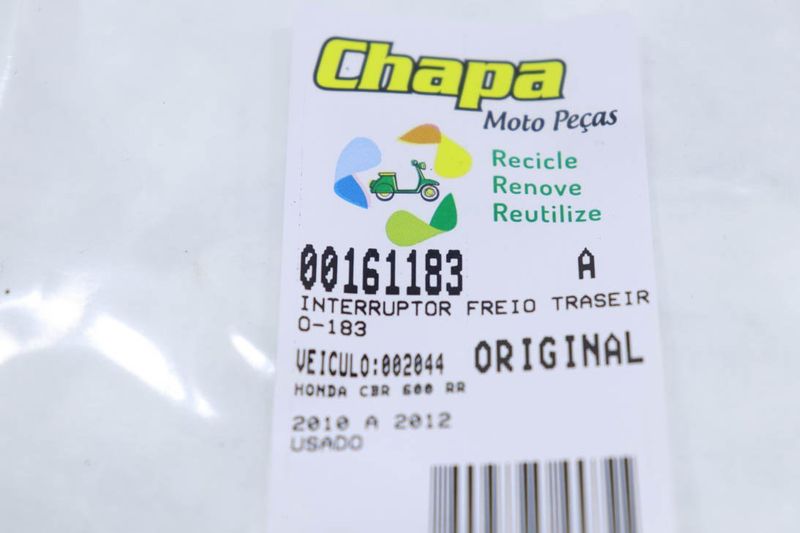 Chapa
Moto Peças
Recicle
Renove
Reutilize
00161183 A
INTERRUPTOR FREIO TRASEIR
O-183
VEICULO:002044 ORIGINAL
HONDA CBR 600 RR
2010 A 2012
USADO